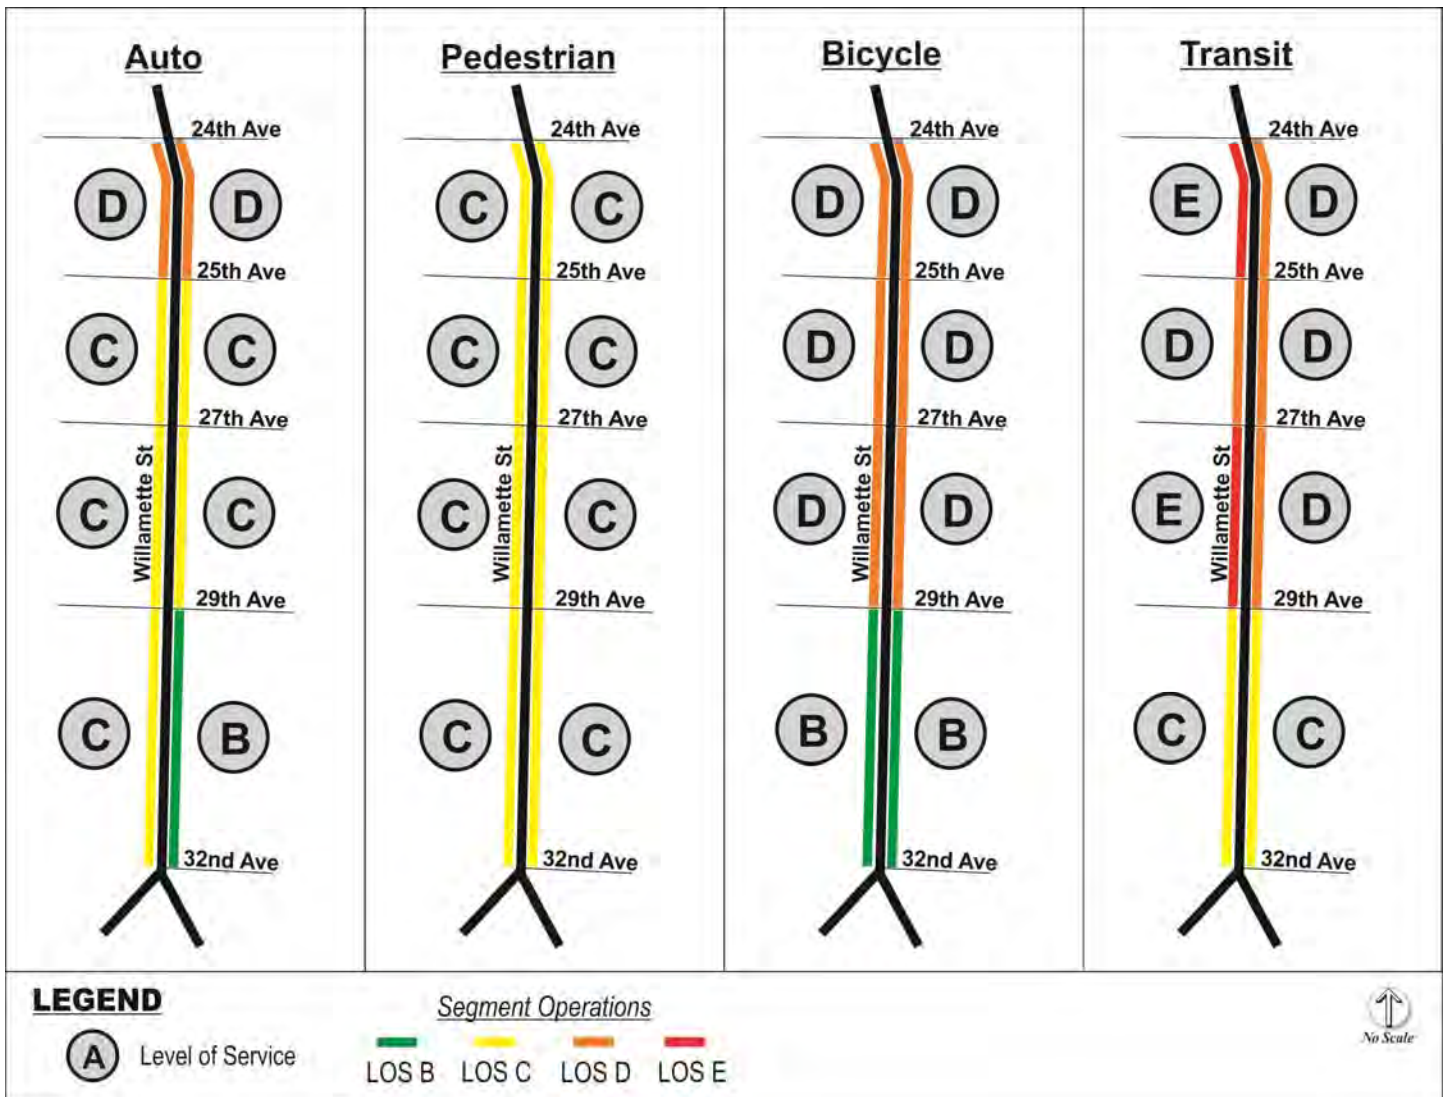 Auto
24th Ave
D
D
25th Ave
C
C
27th Ave
Willamette St
C
C
29th Ave
C
B
32nd Ave
Pedestrian
24th Ave
C
C
25th Ave
C
C
27th Ave
Willamette St
C
C
29th Ave
C
C
32nd Ave
Bicycle
24th Ave
D
D
25th Ave
D
D
27th Ave
Willamette St
D
D
29th Ave
B
B
32nd Ave
Transit
24th Ave
E
D
25th Ave
D
D
27th Ave
Willamette St
E
D
29th Ave
C
C
32nd Ave
LEGEND
A Level of Service
Segment Operations
LOS B LOS C LOS D LOS E
No Scale